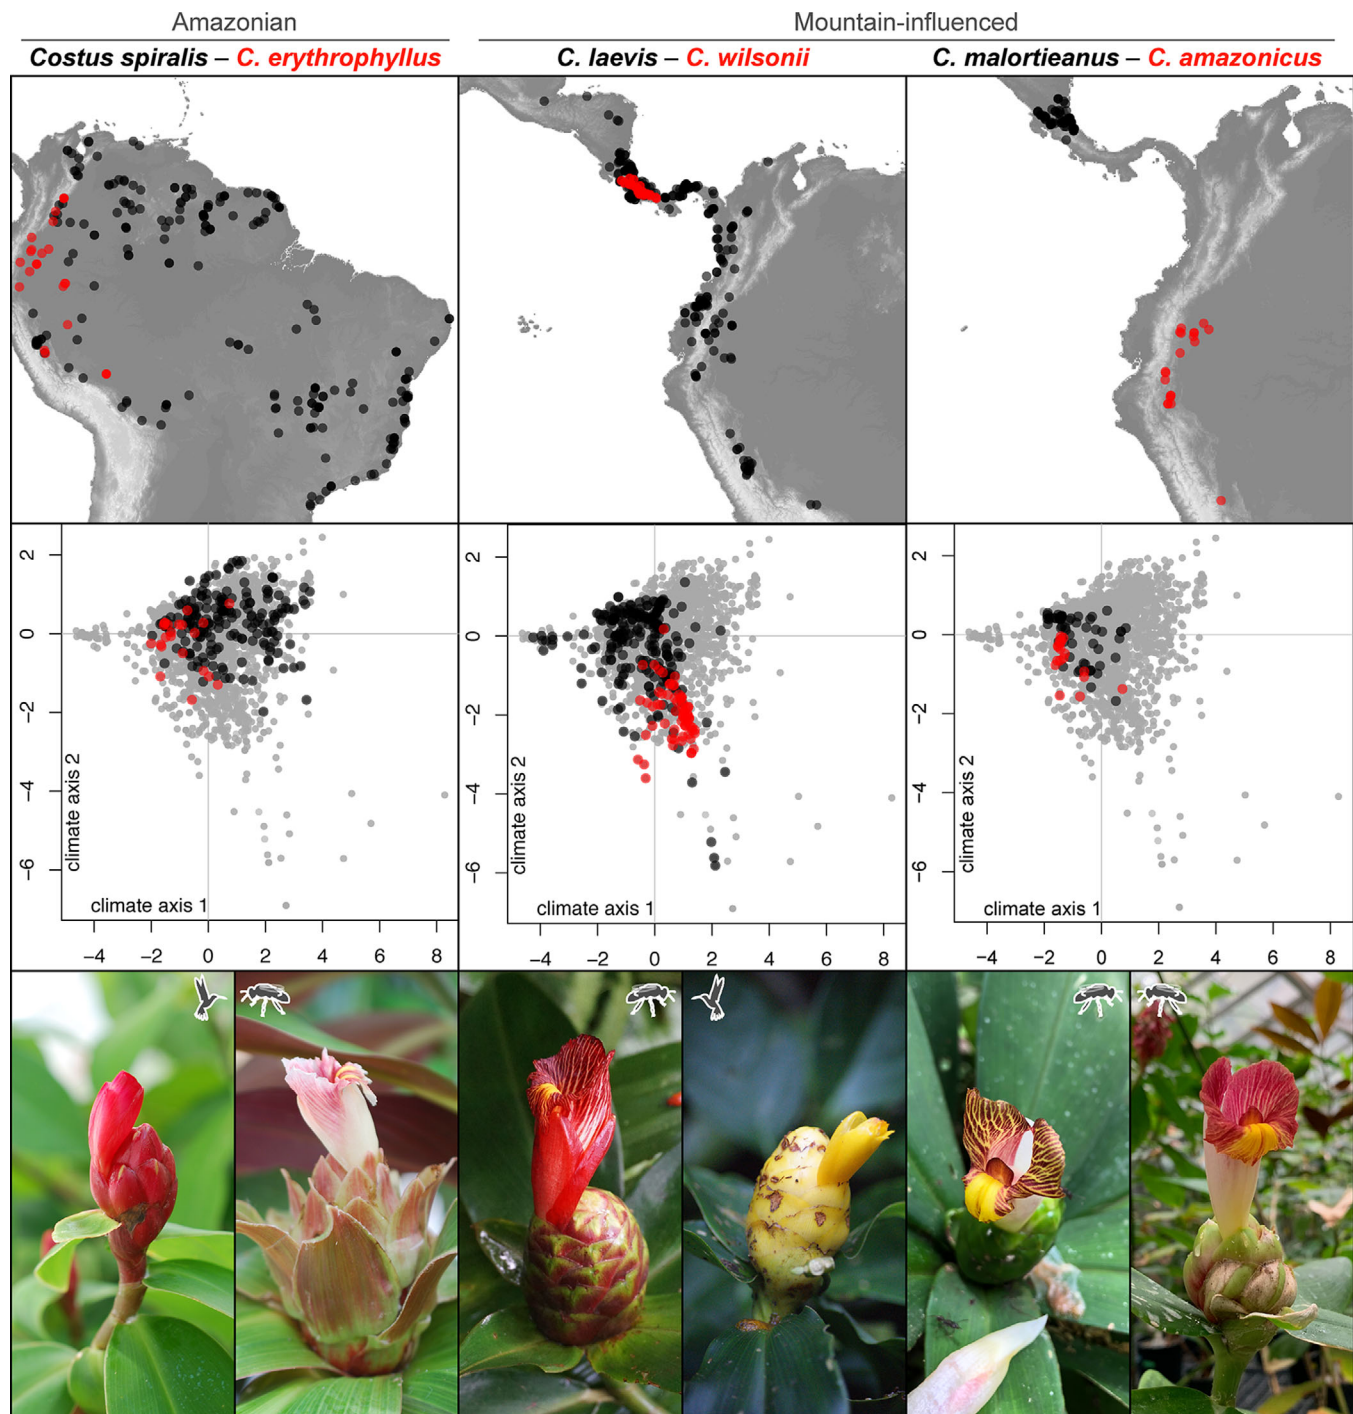 Amazonian
Mountain-influenced
Costus spiralis – C. erythrophyllus
C. laevis – C. wilsonii
C. malortieanus – C. amazonicus
2
0
−2
−4
−6
climate axis 2
climate axis 1
−4 −2 0 2 4 6 8
2
0
−2
−4
−6
climate axis 2
climate axis 1
−4 −2 0 2 4 6 8
2
0
−2
−4
−6
climate axis 2
climate axis 1
−4 −2 0 2 4 6 8